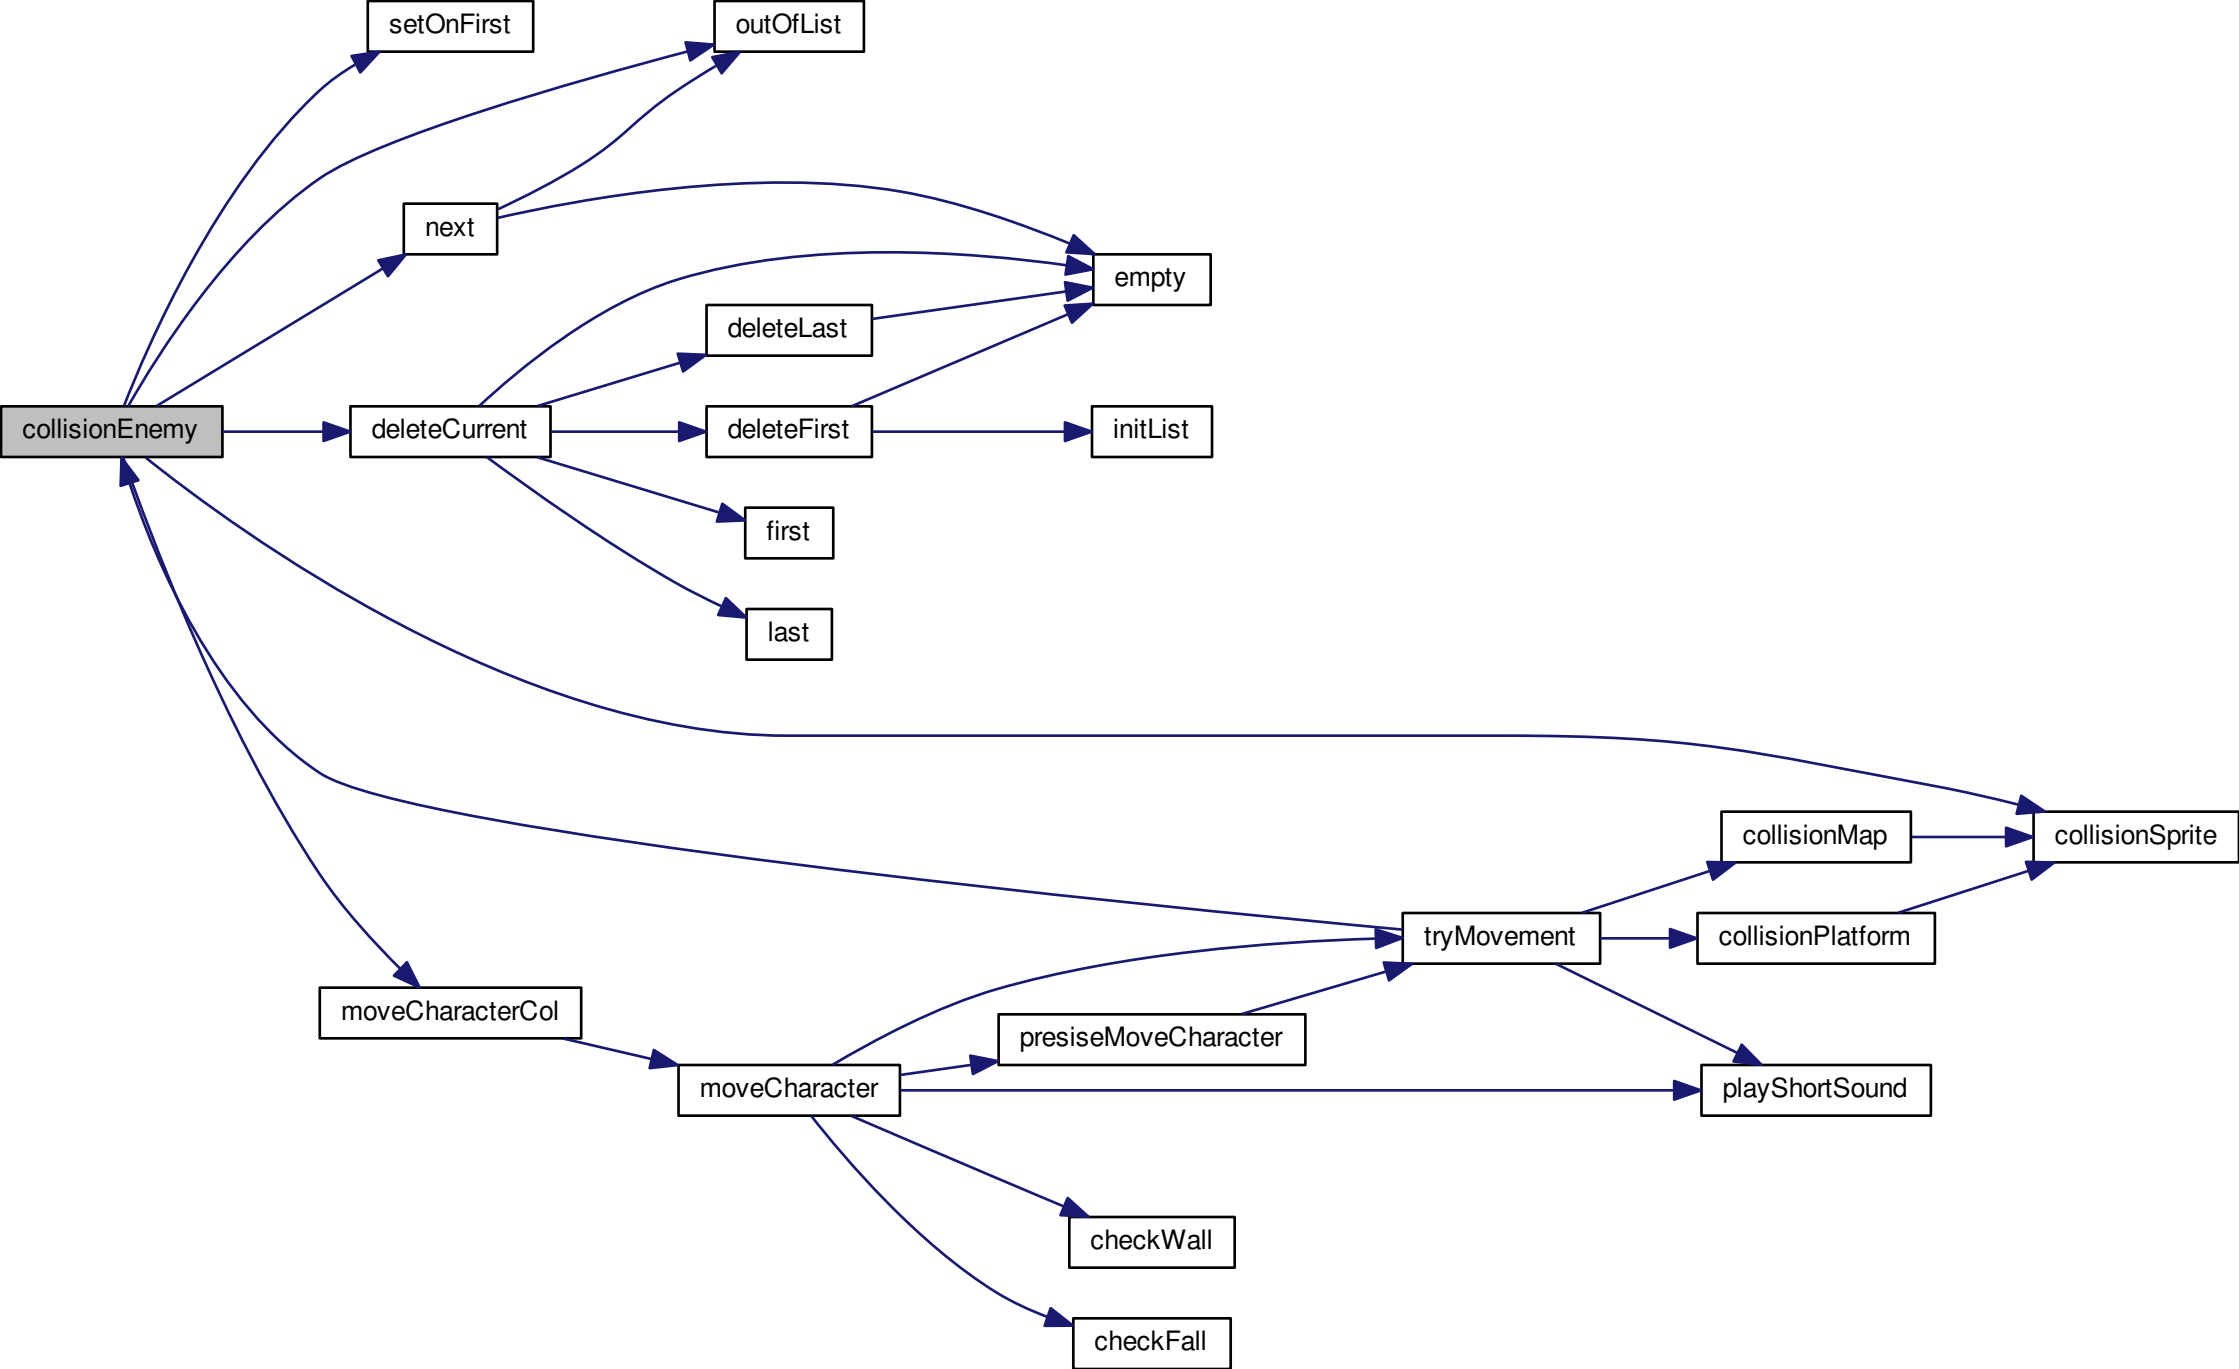 setOnFirst
outOfList
next
empty
deleteLast
collisionEnemy
deleteCurrent
deleteFirst
initList
first
last
collisionMap
collisionSprite
tryMovement
collisionPlatform
moveCharacterCol
presiseMoveCharacter
moveCharacter
playShortSound
checkWall
checkFall